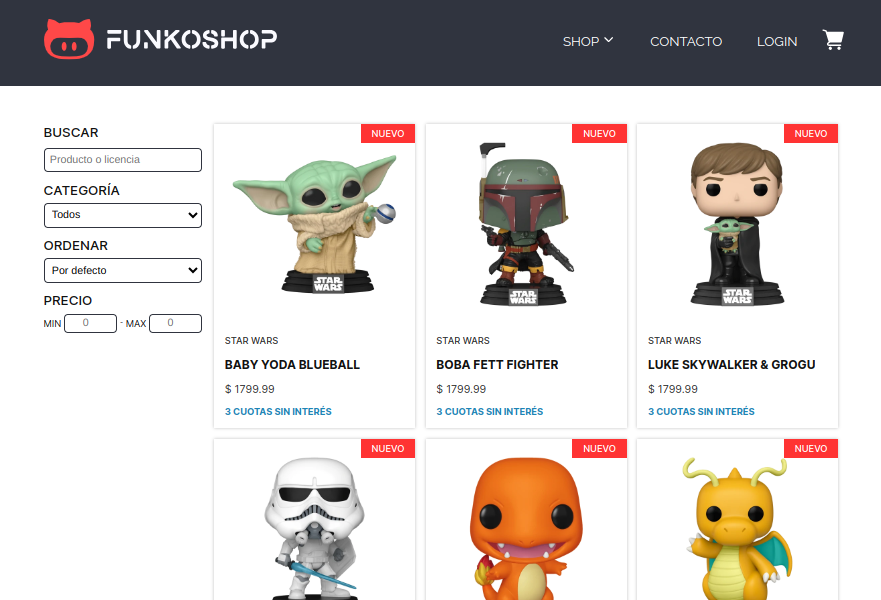 FUNKOSHOP
SHOP
CONTACTO
LOGIN
BUSCAR
Producto o licencia
CATEGORÍA
Todos
ORDENAR
Por defecto
PRECIO
MIN 0 - MAX 0
NUEVO
STAR WARS
STAR WARS
BABY YODA BLUEBALL
$ 1799.99
3 CUOTAS SIN INTERÉS
NUEVO
STAR WARS
STAR WARS
BOBA FETT FIGHTER
$ 1799.99
3 CUOTAS SIN INTERÉS
NUEVO
STAR WARS
STAR WARS
LUKE SKYWALKER & GROGU
$ 1799.99
3 CUOTAS SIN INTERÉS
NUEVO
NUEVO
NUEVO